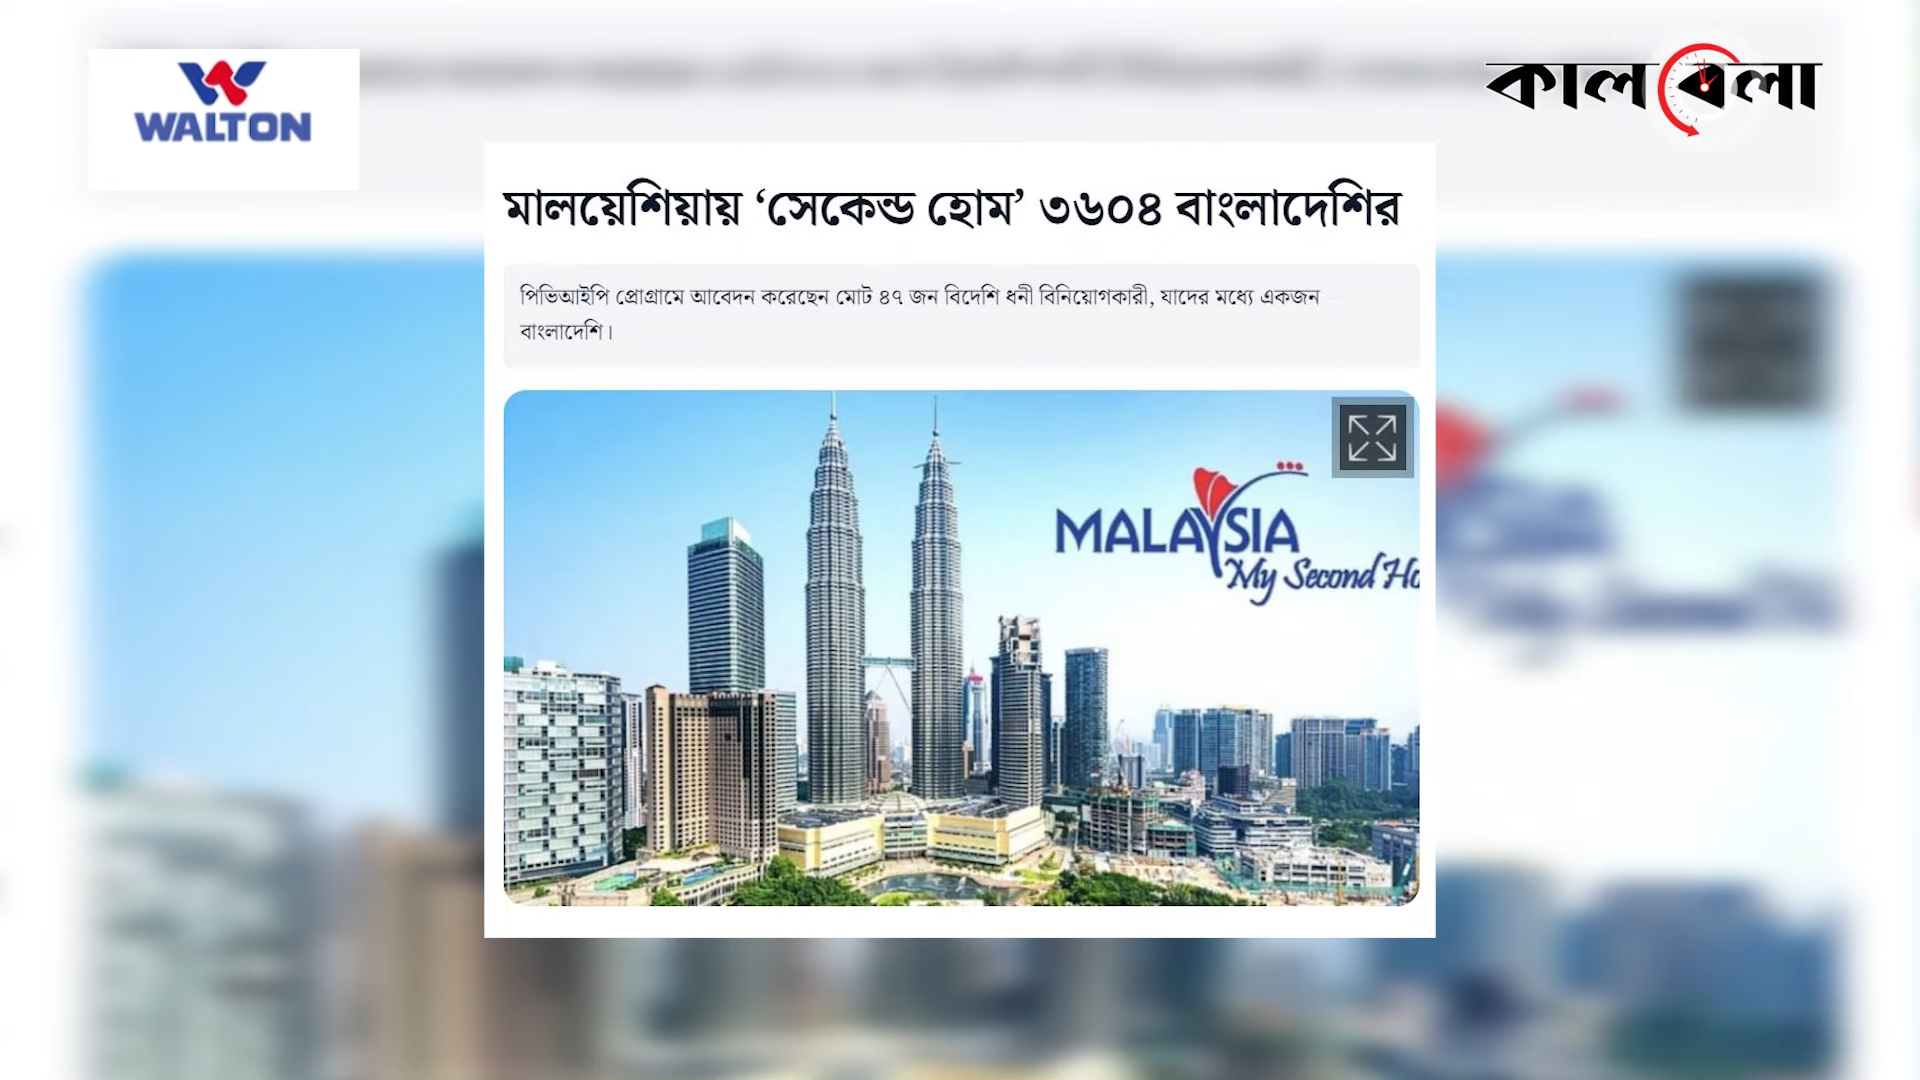 WALTON
কালবেলা
মালয়েশিয়ায় ‘সেকেন্ড হোম’ ৩৬০৪ বাংলাদেশির
পিভিআইপি প্রোগ্রামে আবেদন করেছেন মোট ৪৭ জন বিদেশি ধনী বিনিয়োগকারী, যাদের মধ্যে একজন
বাংলাদেশি।
MALAYSIA
My Second Ho